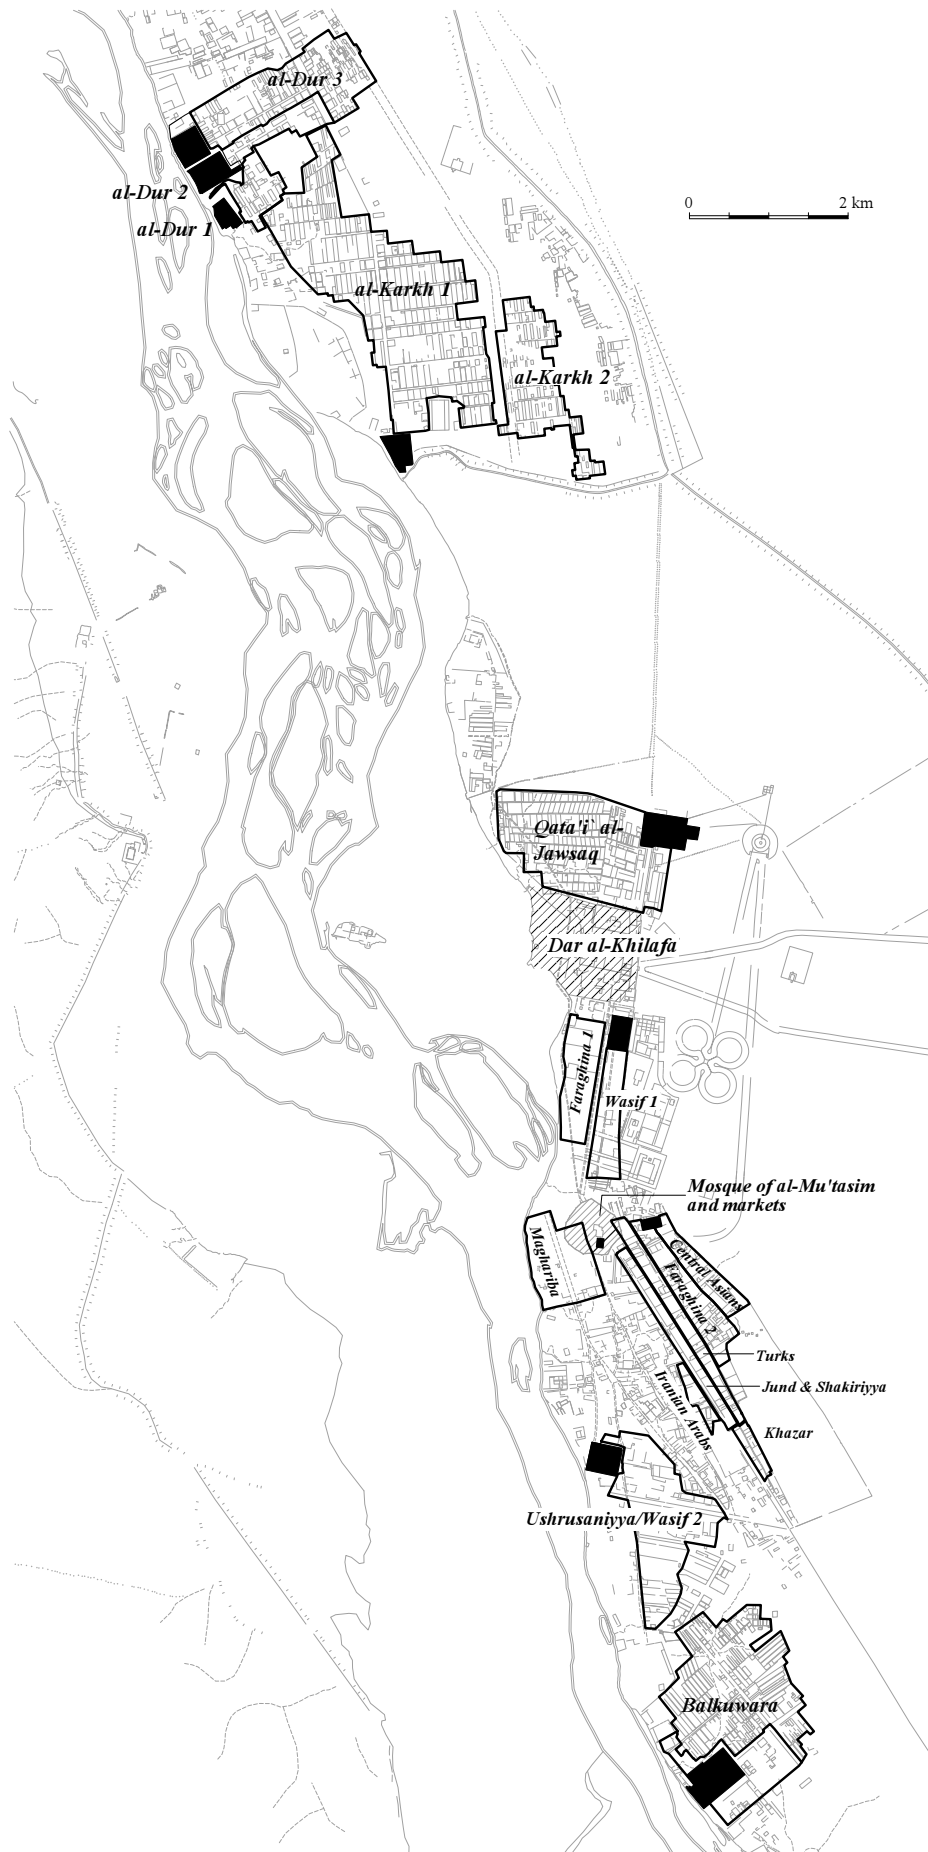 al-Dur 3
al-Dur 2
al-Dur 1
0 2 km
al-Karkh 1
al-Karkh 2
Qata'i` al-
Jawsaq
Dar al-Khilafa
Faraghina 1
Wasif 1
Mosque of al-Mu'tasim
and markets
Maghariba
Central Asians
Faraghina 2
Turks
Jund & Shakiriyya
Iranian Arabs
Khazar
Ushrusaniyya/Wasif 2
Balkuwara